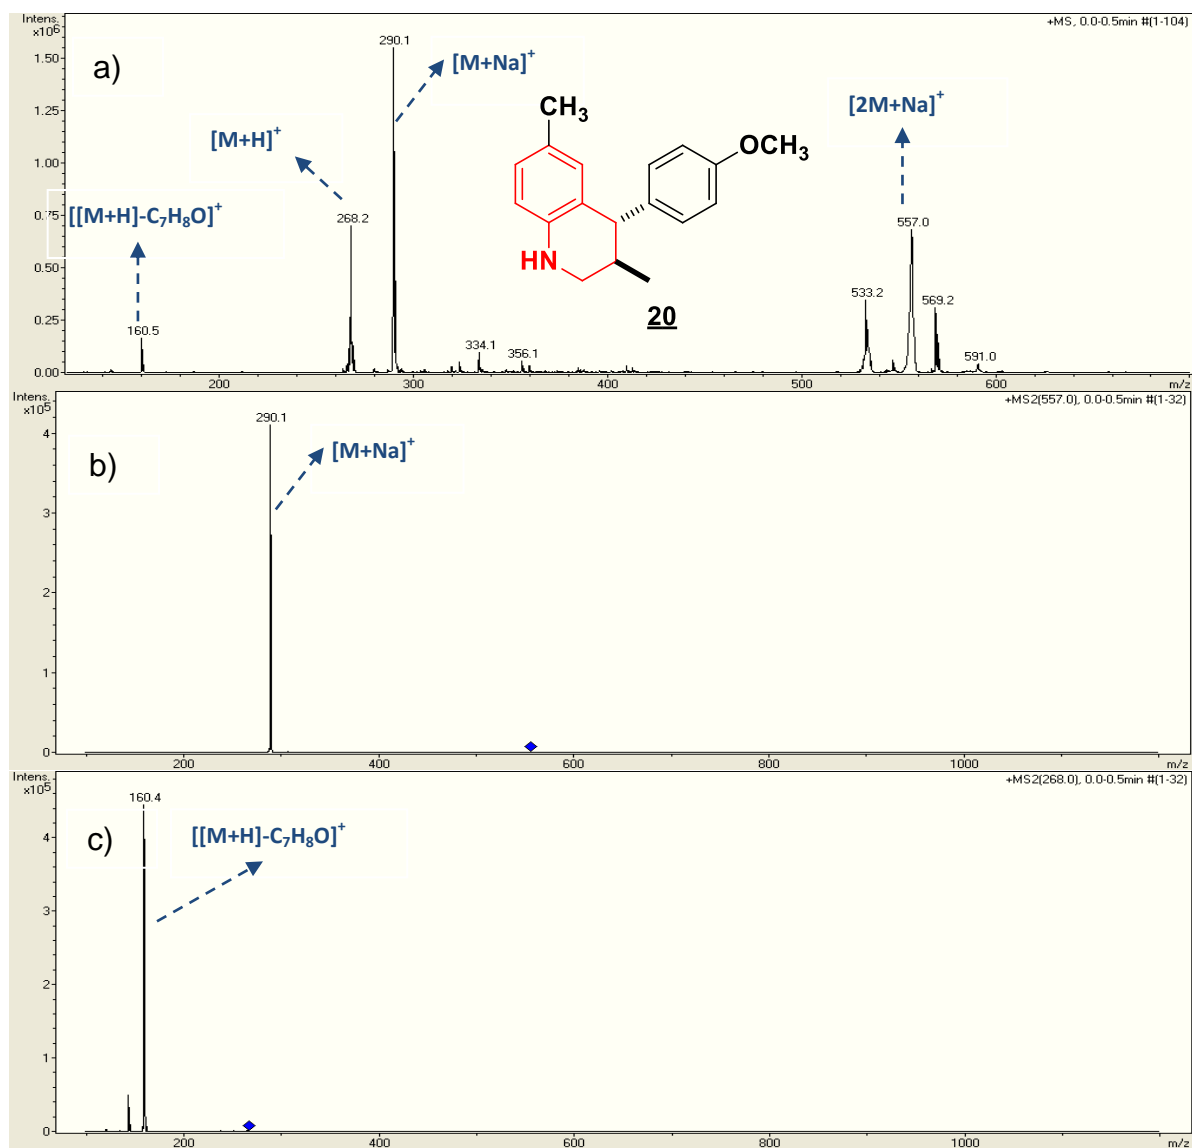 Intens.
x10⁶
+MS, 0.0-0.5min #(1-104)
a)
290.1
[M+Na]⁺
[M+H]⁺
268.2
[[M+H]-C₇H₈O]⁺
160.5
CH₃
OCH₃
HN
20
[2M+Na]⁺
557.0
533.2
569.2
591.0
334.1
356.1
1.50
1.25
1.00
0.75
0.50
0.25
0.00
200 300 400 500 600 m/z
Intens.
x10⁵
+MS2(557.0), 0.0-0.5min #(1-32)
b)
290.1
[M+Na]⁺
4
3
2
1
0
200 400 600 800 1000 m/z
Intens.
x10⁵
+MS2(268.0), 0.0-0.5min #(1-32)
c)
160.4
[[M+H]-C₇H₈O]⁺
4
3
2
1
0
200 400 600 800 1000 m/z